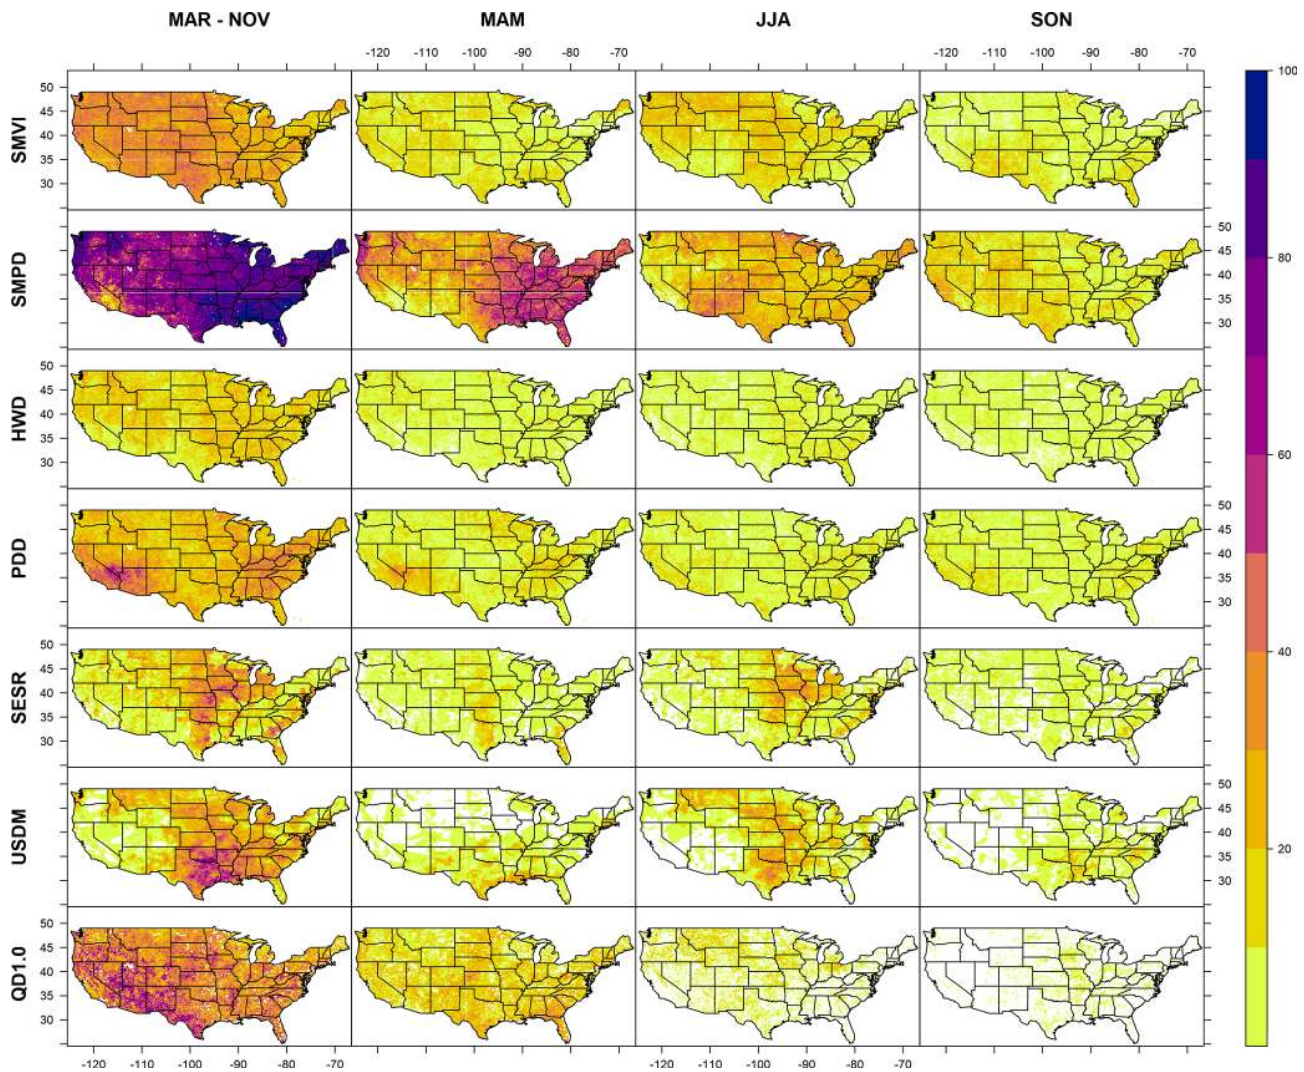 MAR - NOV MAM JJA SON
-120 -110 -100 -90 -80 -70 -120 -110 -100 -90 -80 -70
SMVI 50 45 40 35 30
SMPD 50 45 40 35 30
HWD 50 45 40 35 30
PDD 50 45 40 35 30
SESR 50 45 40 35 30
USDM 50 45 40 35 30
QD1.0 50 45 40 35 30
-120 -110 -100 -90 -80 -70 -120 -110 -100 -90 -80 -70
100
80
60
40
20